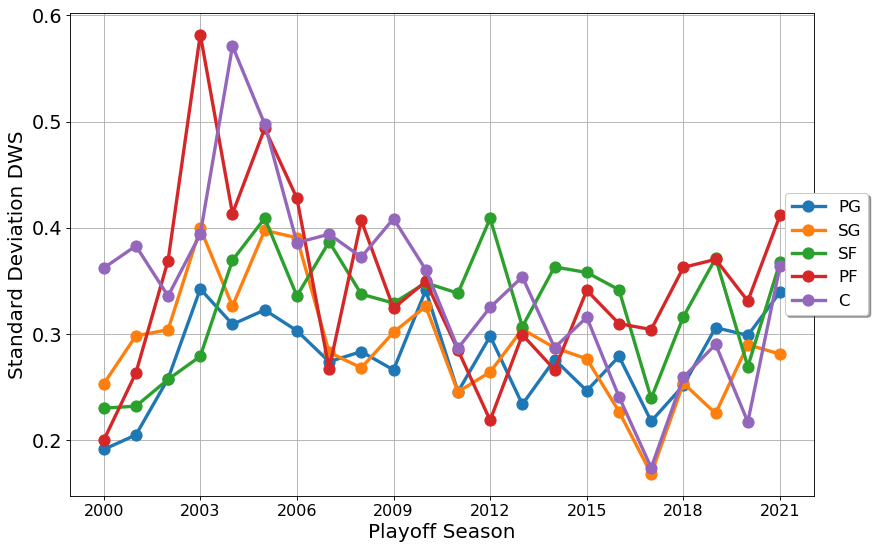 0.6
0.5
0.4
0.3
0.2
Standard Deviation DWS
PG
SG
SF
PF
C
2000 2003 2006 2009 2012 2015 2018 2021
Playoff Season